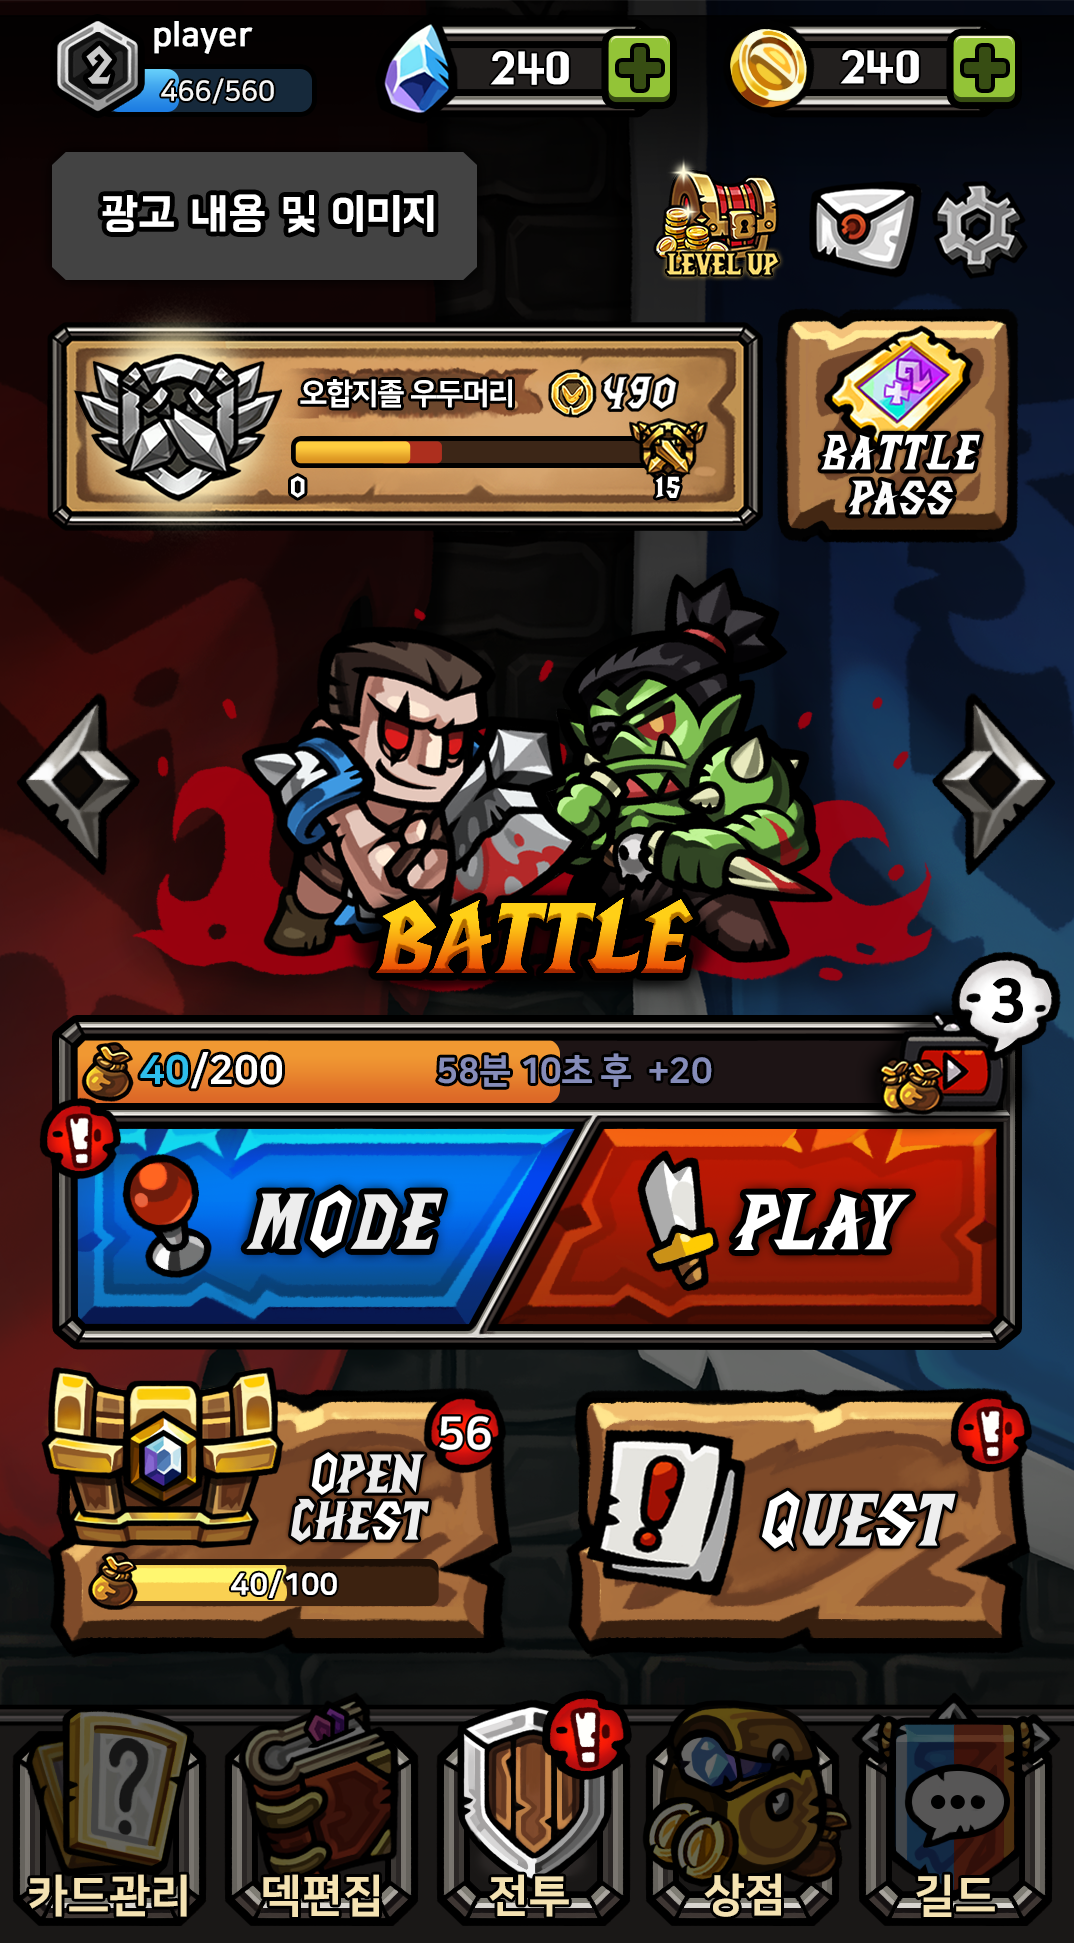 2
player
466/560
240
240
광고 내용 및 이미지
LEVEL UP
오합지졸 우두머리
490
0
15
+2
BATTLE
PASS
BATTLE
3
40/200
58분 10초 후 +20
!
MODE
PLAY
56
OPEN
CHEST
40/100
!
!
QUEST
?
!
카드관리
덱편집
전투
상점
길드